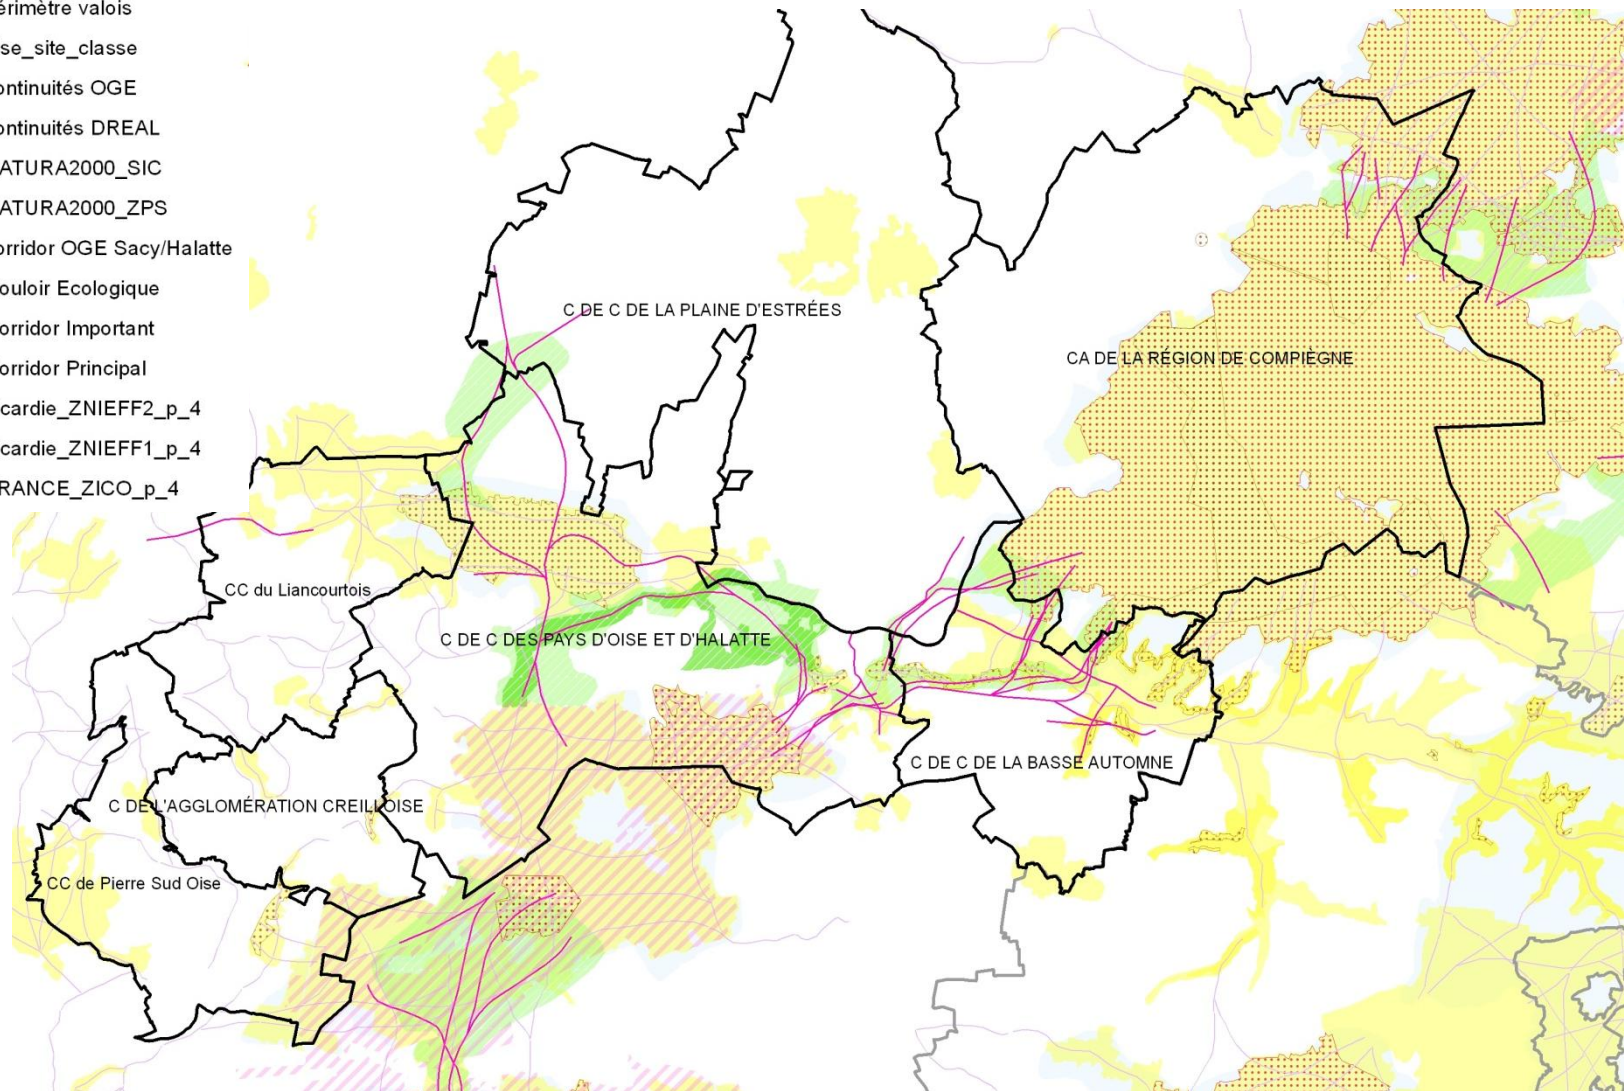 érimètre valois
se_site_classe
ontinuités OGE
ontinuités DREAL
ATURA2000_SIC
ATURA2000_ZPS
orridor OGE Sacy/Halatte
ouloir Ecologique
orridor Important
orridor Principal
cardie_ZNIEFF2_p_4
cardie_ZNIEFF1_p_4
RANCE_ZICO_p_4
C DE C DE LA PLAINE D'ESTRÉES
CA DE LA RÉGION DE COMPIÈGNE
CC du Liancourtois
C DE C DES PAYS D'OISE ET D'HALATTE
C DE C DE LA BASSE AUTOMNE
C DE L'AGGLOMÉRATION CREILLOISE
CC de Pierre Sud Oise